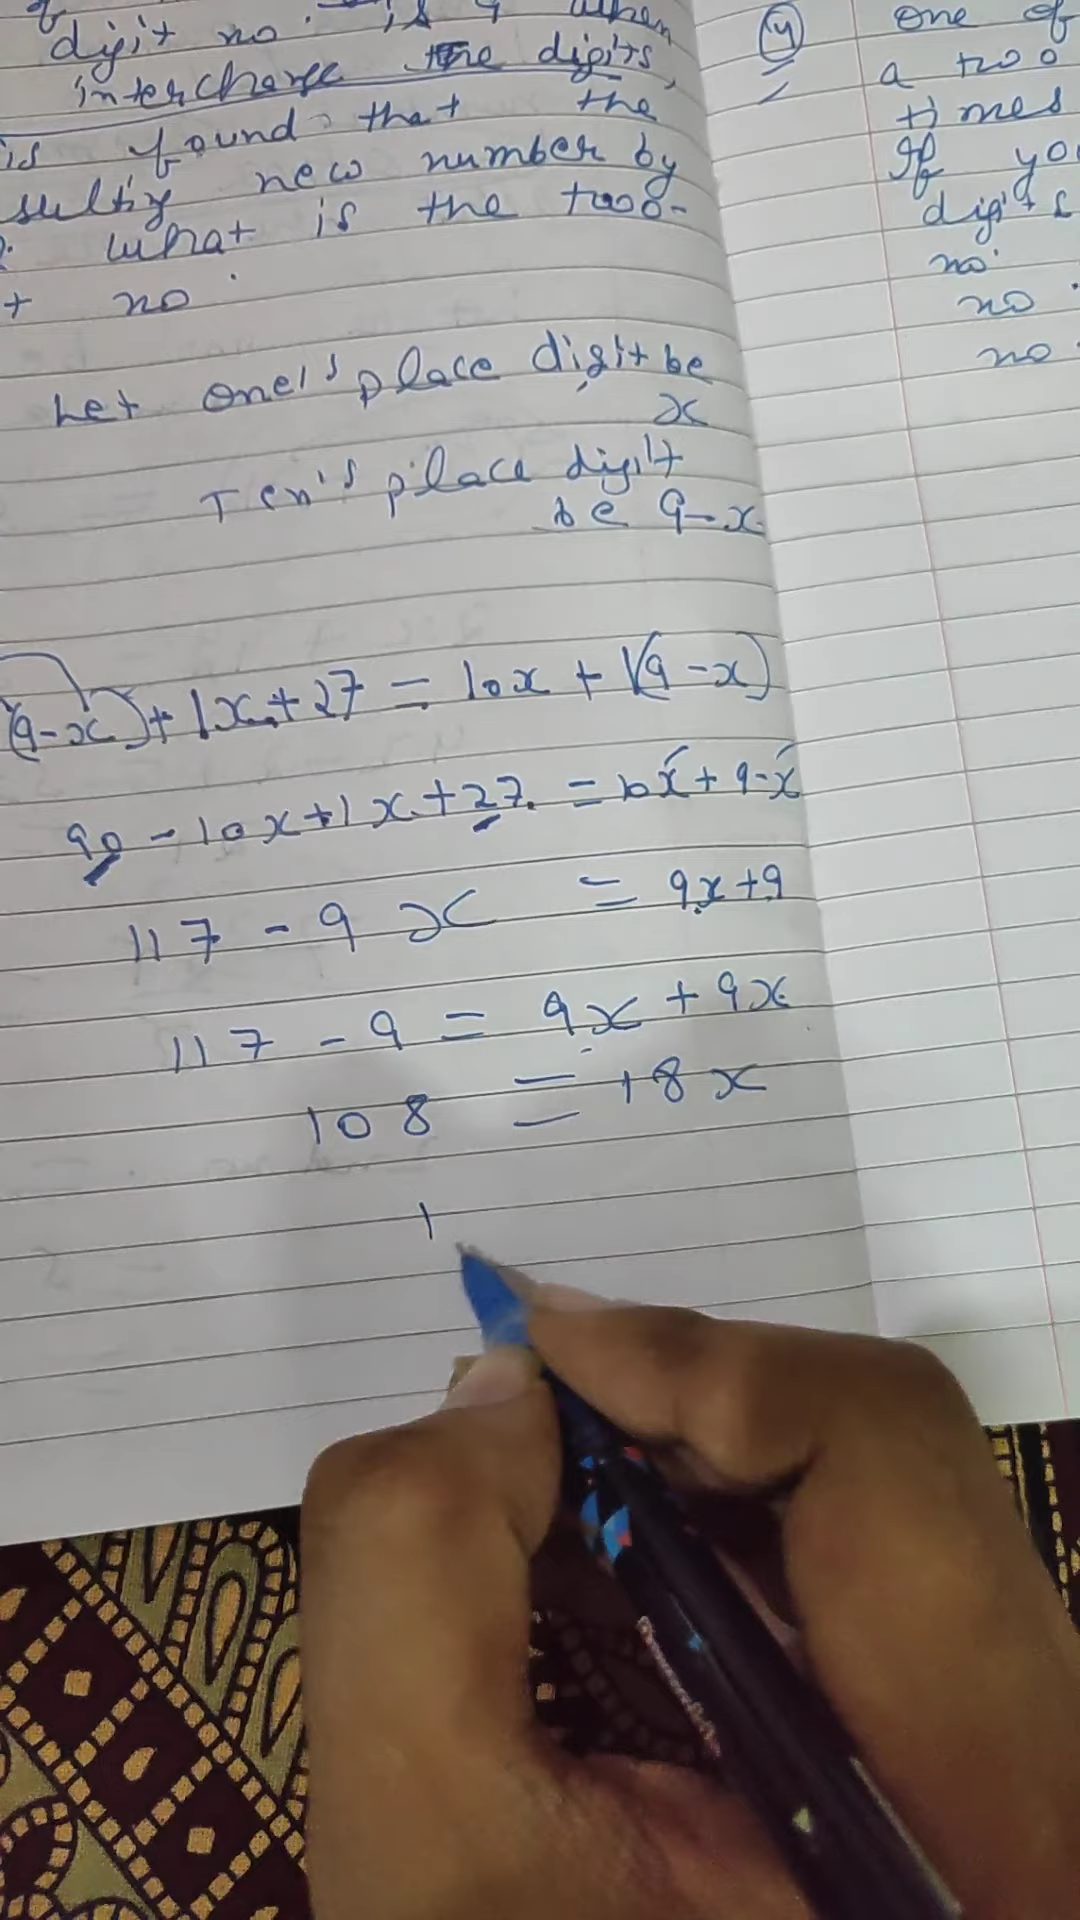 digit no. is 9 when
interchange the digits,
is found that the
sulting new number by
what is the two-
+ no
Let one's place digit be
x
Ten's place digit
be 9-x
(9-x)+1x+27 = 10x + 1(9-x)
90 - 10x+1x+27 = 10x+9-x
117 - 9x = 9x+9
117 - 9 = 9x + 9x
108 = 18x
1
4
one of
a two
times
If you
digits
no.
no.
no.